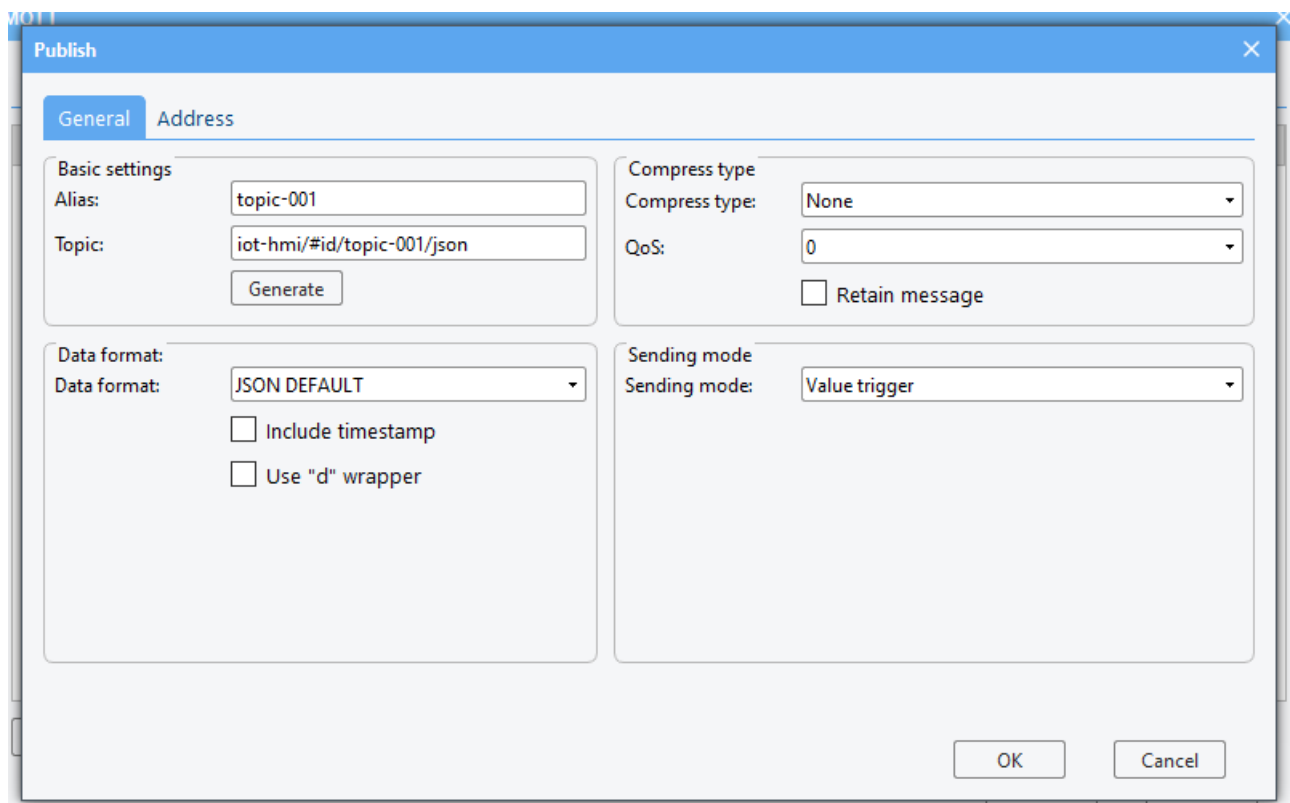 MQTT
Publish
General Address
Basic settings
Alias: topic-001
Topic: iot-hmi/#id/topic-001/json
Generate
Compress type
Compress type: None
QoS: 0
Retain message
Data format:
Data format: JSON DEFAULT
Include timestamp
Use "d" wrapper
Sending mode
Sending mode: Value trigger
OK Cancel